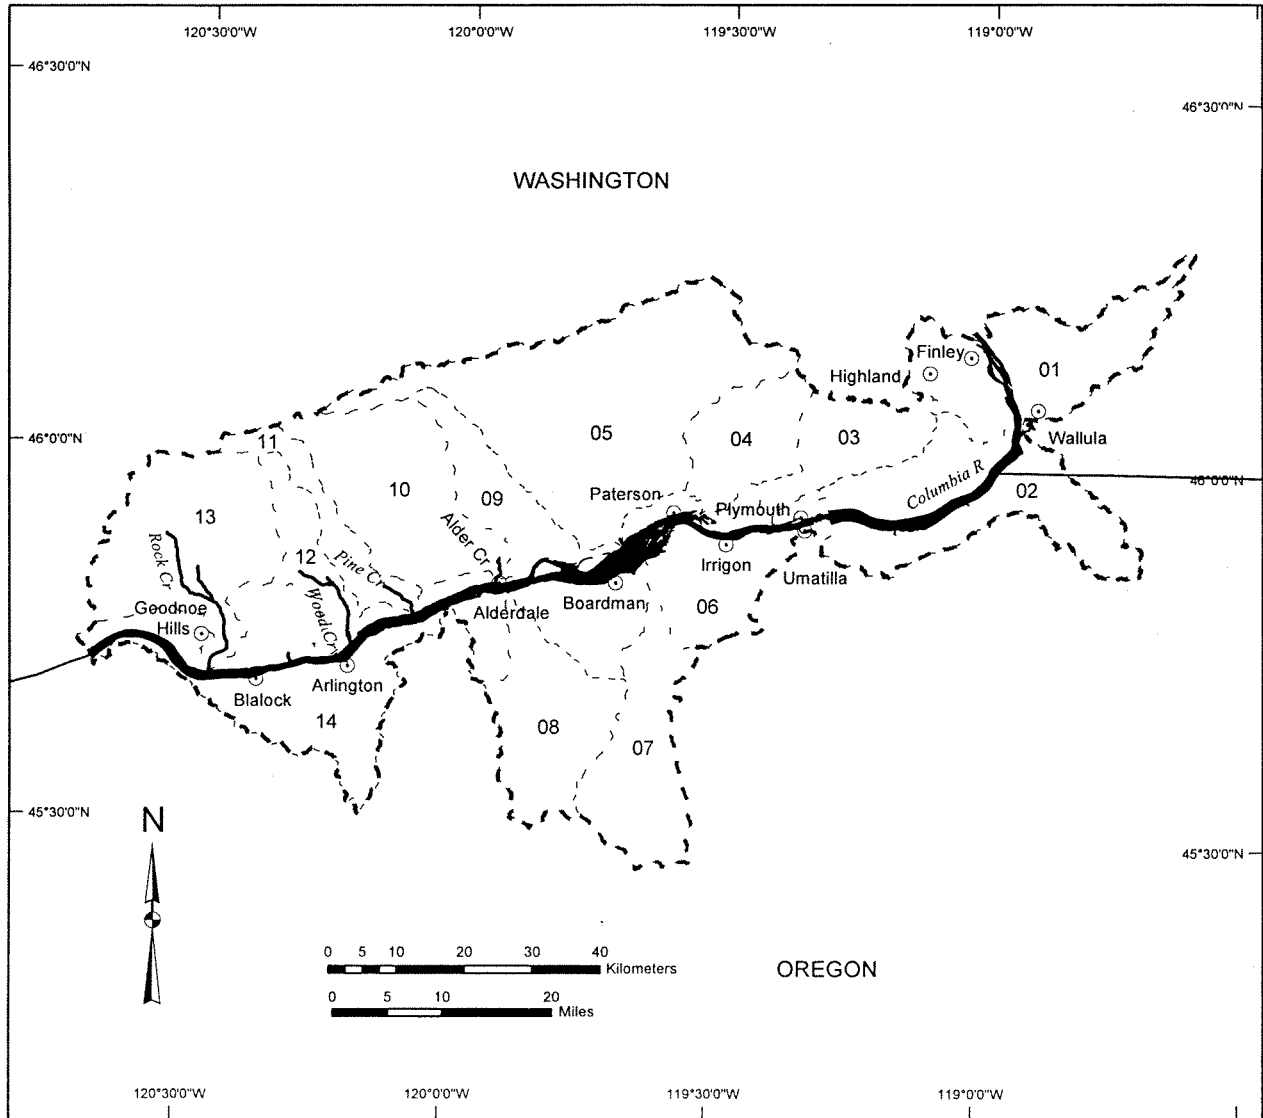 120°30'0"W 120°0'0"W 119°30'0"W 119°0'0"W
46°30'0"N
46°30'0"N
WASHINGTON
Finley
Highland
01
Wallula
11
46°0'0"N
05
04
03
10
09
Paterson
Plymouth
Columbia R
02
46°0'0"N
13
Rock Cr
12
Pine Cr
Alder Cr
Irrigon
Umatilla
Goodnoe
Hills
Wood Cr
Alderdale
Boardman
06
Blalock
Arlington
14
08
07
45°30'0"N
N
45°30'0"N
0 5 10 20 30 40
Kilometers
OREGON
0 5 10 20
Miles
120°30'0"W 120°0'0"W 119°30'0"W 119°0'0"W